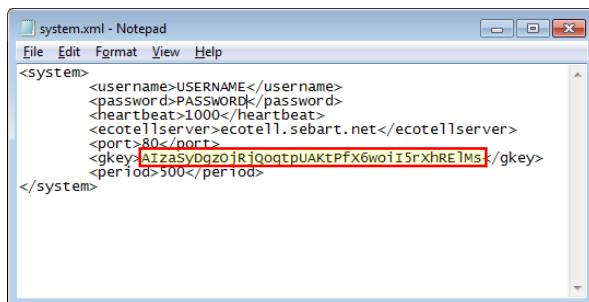 system.xml - Notepad
File Edit Format View Help
<system>
<username>USERNAME</username>
<password>PASSWORD</password>
<heartbeat>1000</heartbeat>
<ecotellserver>ecotell.sebart.net</ecotellserver>
<port>80</port>
<gkey>AIzaSyDgzOjRjQoqtpUAKtPfX6woiI5rXhRElMs</gkey>
<period>500</period>
</system>